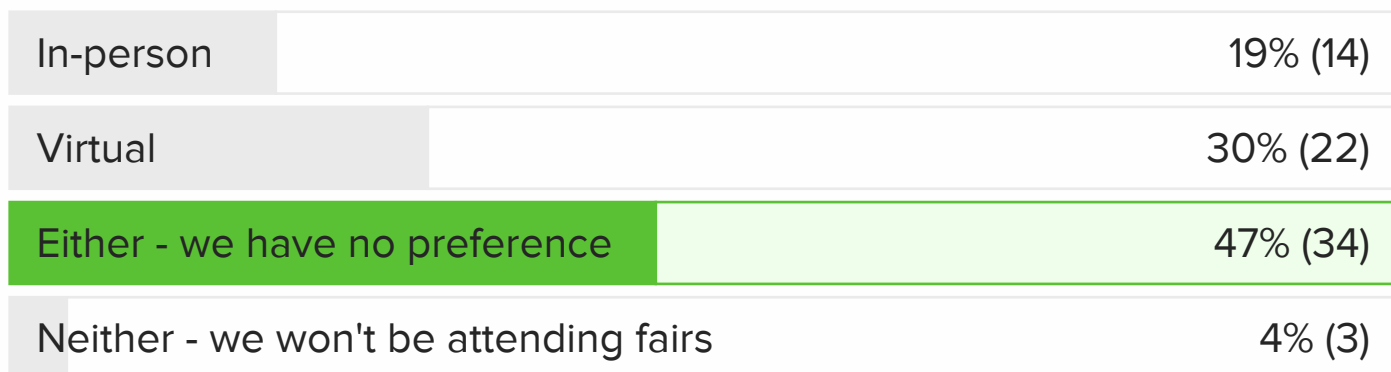 In-person 19% (14)
Virtual 30% (22)
Either - we have no preference 47% (34)
Neither - we won't be attending fairs 4% (3)